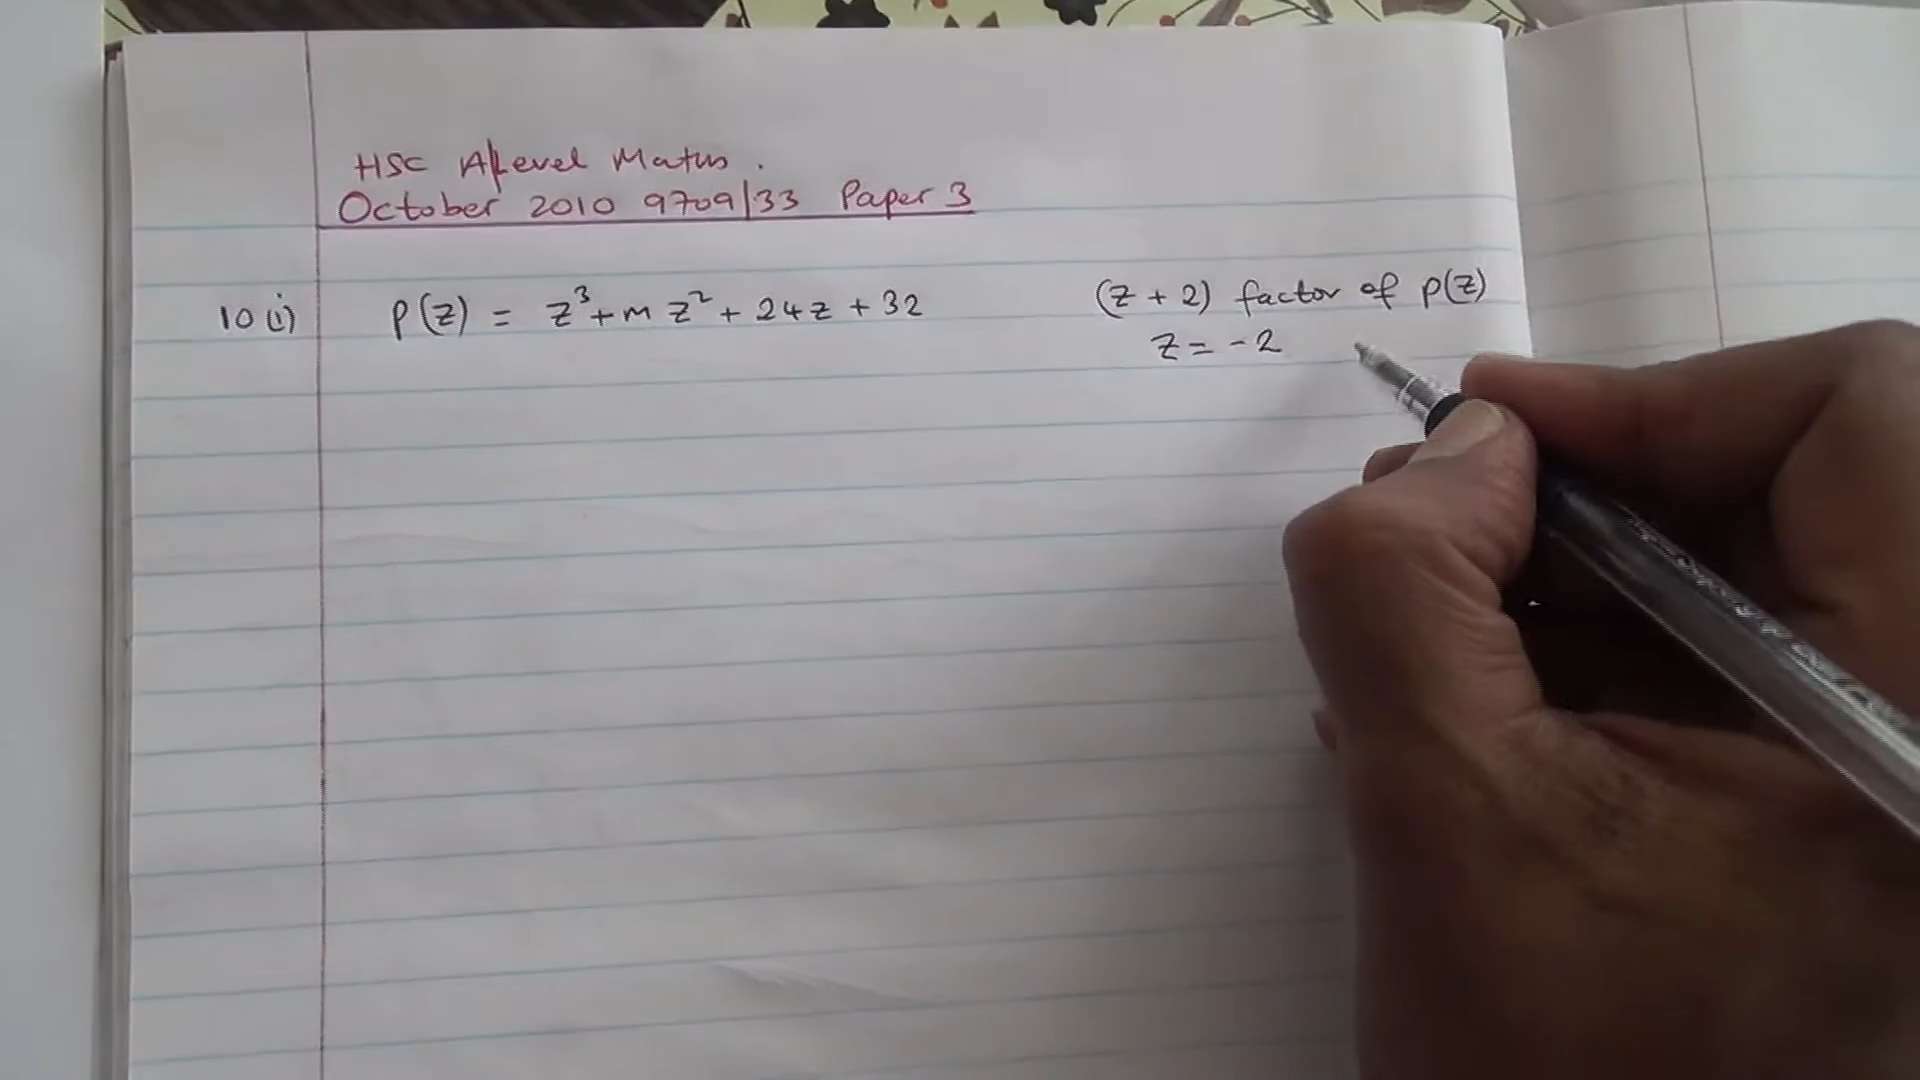 HSC A Level Maths.
October 2010 9709/33 Paper 3
10 (i) p(z) = z³ + m z² + 24z + 32
(z + 2) factor of p(z)
z = -2